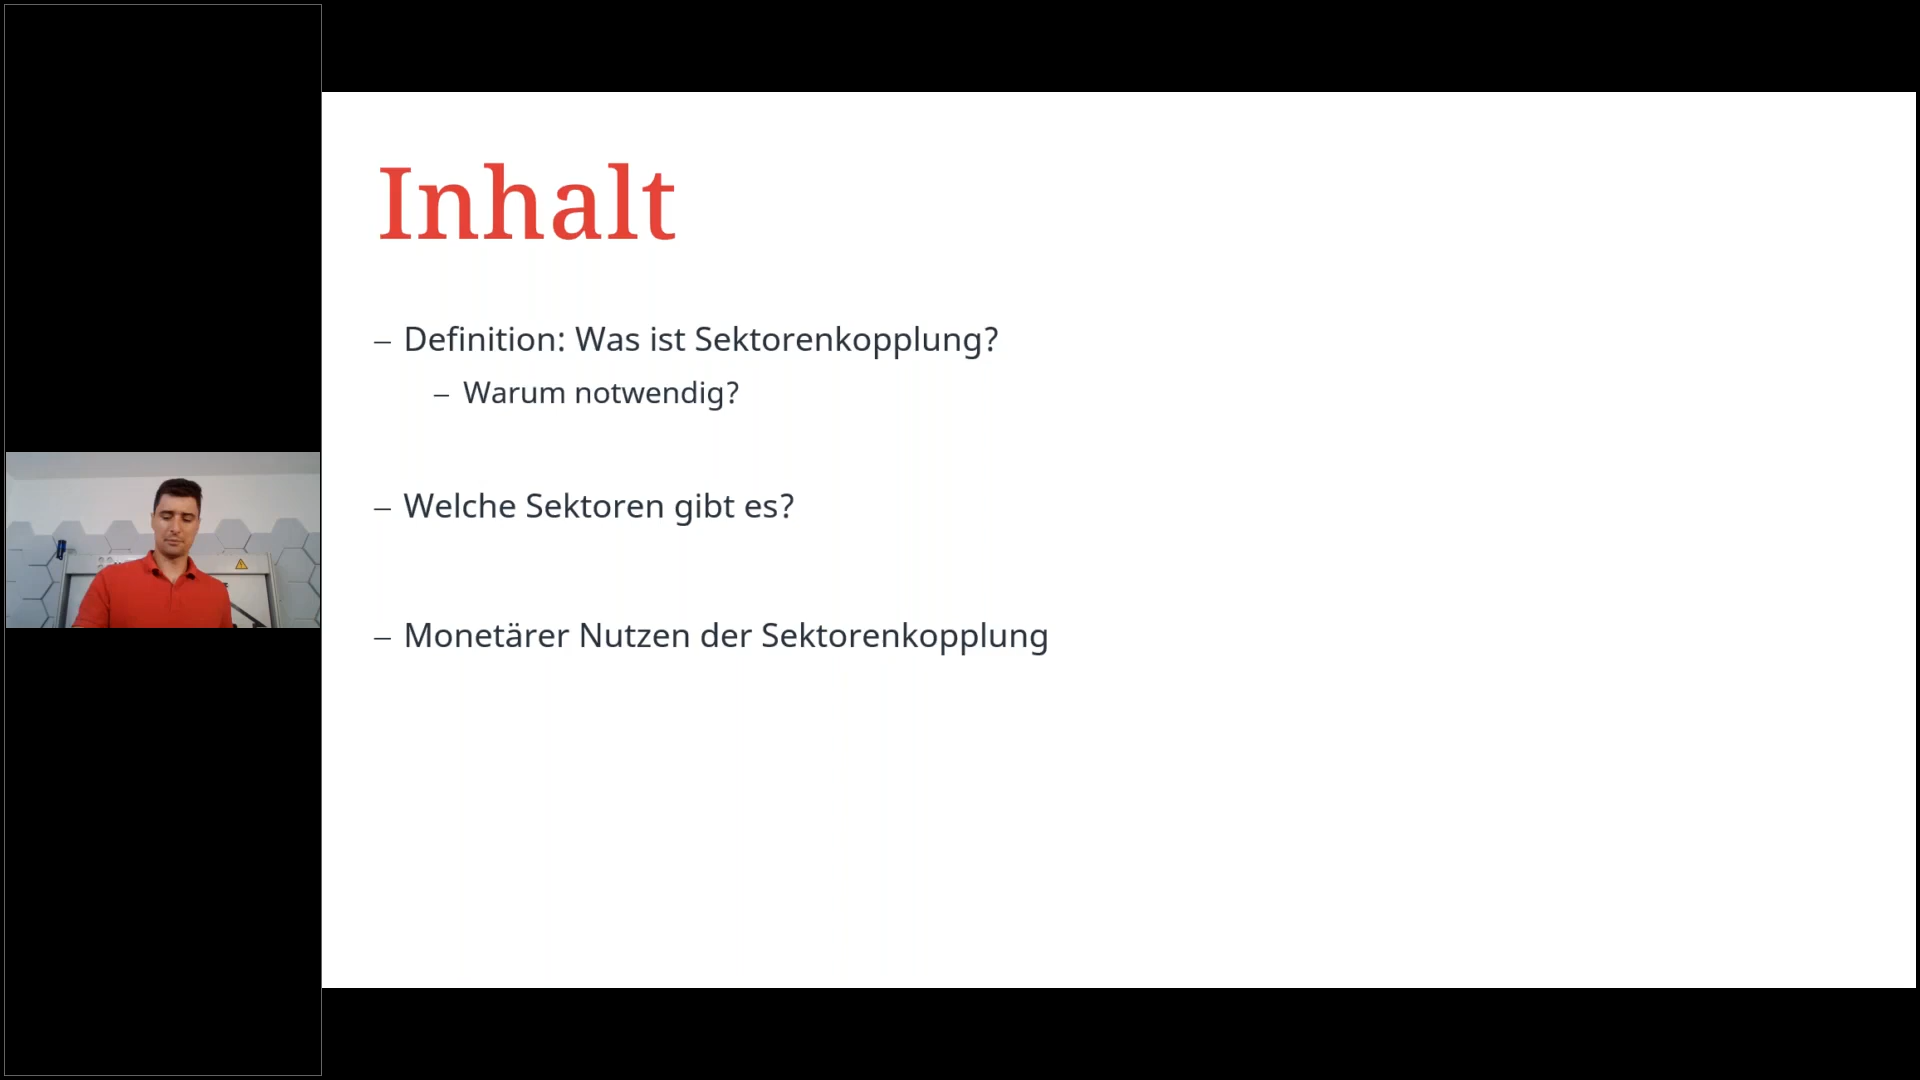 Inhalt
– Definition: Was ist Sektorenkopplung?
– Warum notwendig?
– Welche Sektoren gibt es?
– Monetärer Nutzen der Sektorenkopplung